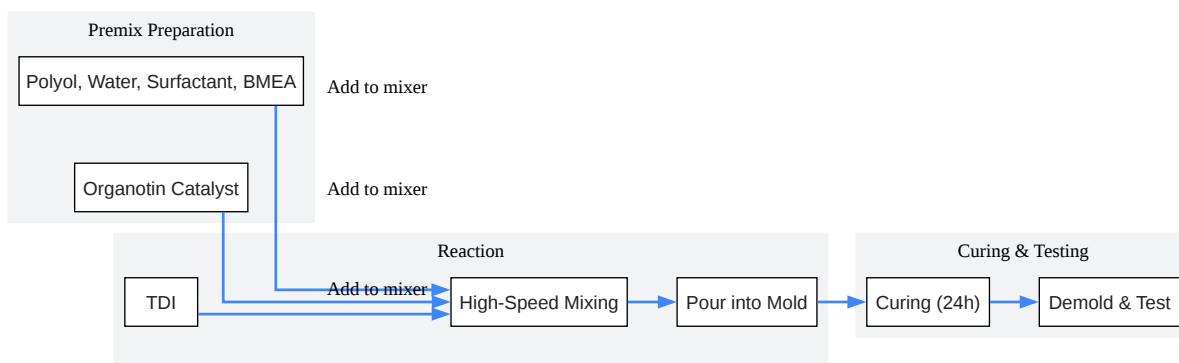 Premix Preparation
Polyol, Water, Surfactant, BMEA
Add to mixer
Organotin Catalyst
Add to mixer
Reaction
Curing & Testing
TDI
Add to mixer
High-Speed Mixing
Pour into Mold
Curing (24h)
Demold & Test